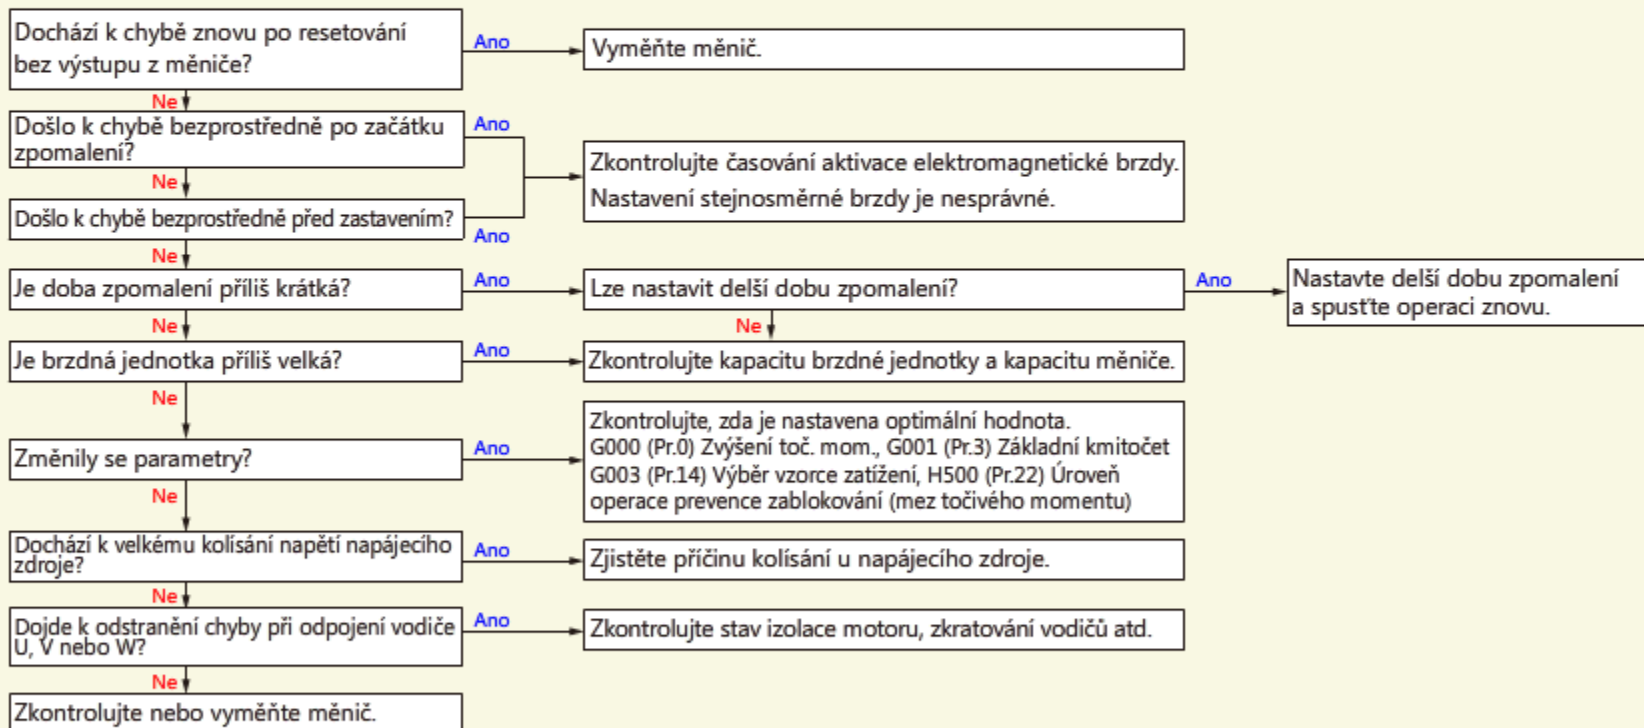 Dochází k chybě znovu po resetování
bez výstupu z měniče?
Ano
Vyměňte měnič.
Ne
Došlo k chybě bezprostředně po začátku
zpomalení?
Ano
Zkontrolujte časování aktivace elektromagnetické brzdy.
Nastavení stejnosměrné brzdy je nesprávné.
Ne
Došlo k chybě bezprostředně před zastavením?
Ano
Ne
Je doba zpomalení příliš krátká?
Ano
Lze nastavit delší dobu zpomalení?
Ano
Nastavte delší dobu zpomalení
a spusťte operaci znovu.
Ne
Ne
Je brzdná jednotka příliš velká?
Ano
Zkontrolujte kapacitu brzdné jednotky a kapacitu měniče.
Ne
Změnily se parametry?
Ano
Zkontrolujte, zda je nastavena optimální hodnota.
G000 (Pr.0) Zvýšení toč. mom., G001 (Pr.3) Základní kmitočet
G003 (Pr.14) Výběr vzorce zatížení, H500 (Pr.22) Úroveň
operace prevence zablokování (mez točivého momentu)
Ne
Dochází k velkému kolísání napětí napájecího
zdroje?
Ano
Zjistěte příčinu kolísání u napájecího zdroje.
Ne
Dojde k odstranění chyby při odpojení vodiče
U, V nebo W?
Ano
Zkontrolujte stav izolace motoru, zkratování vodičů atd.
Ne
Zkontrolujte nebo vyměňte měnič.